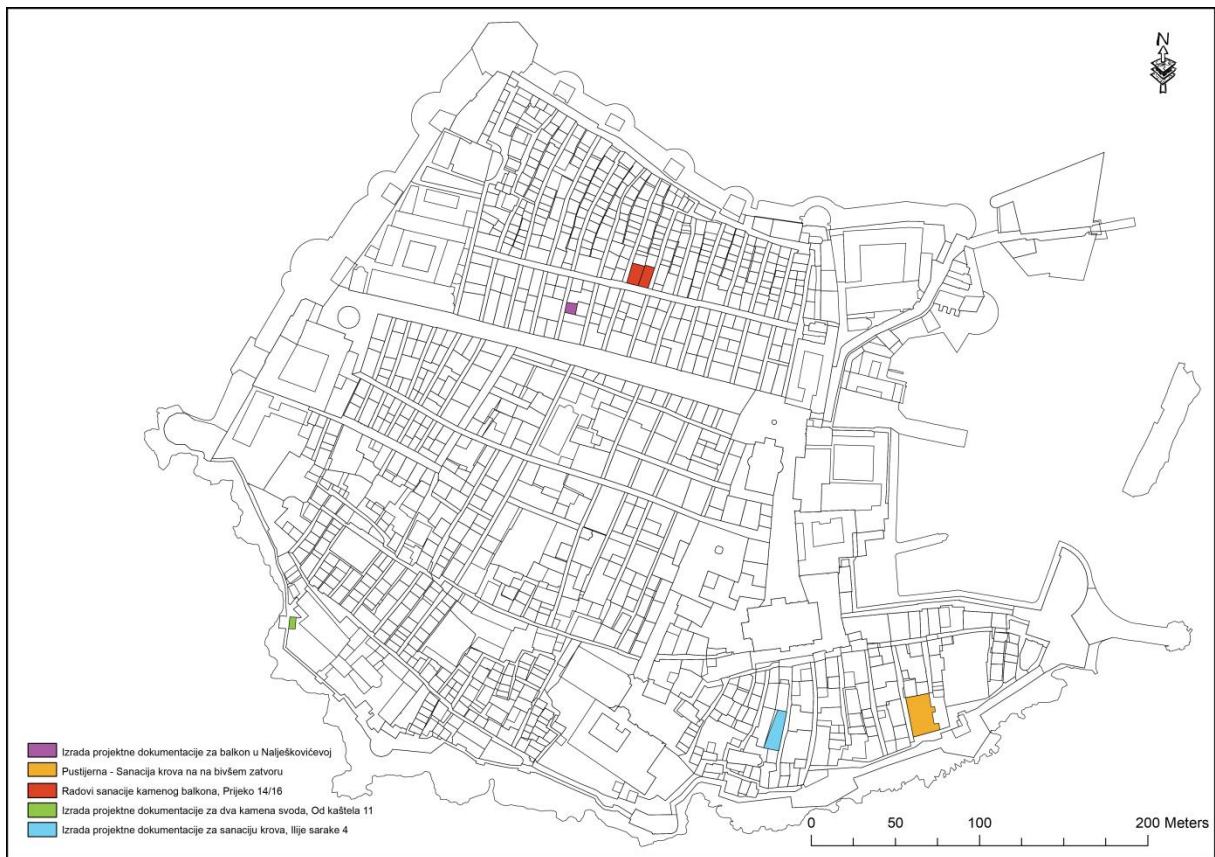 N
Izrada projektne dokumentacije za balkon u Nalješkovićevoj
Pustijerna - Sanacija krova na na bivšem zatvoru
Radovi sanacije kamenog balkona, Prijeko 14/16
Izrada projektne dokumentacije za dva kamena svoda, Od kaštela 11
Izrada projektne dokumentacije za sanaciju krova, Ilije sarake 4
0 50 100 200 Meters